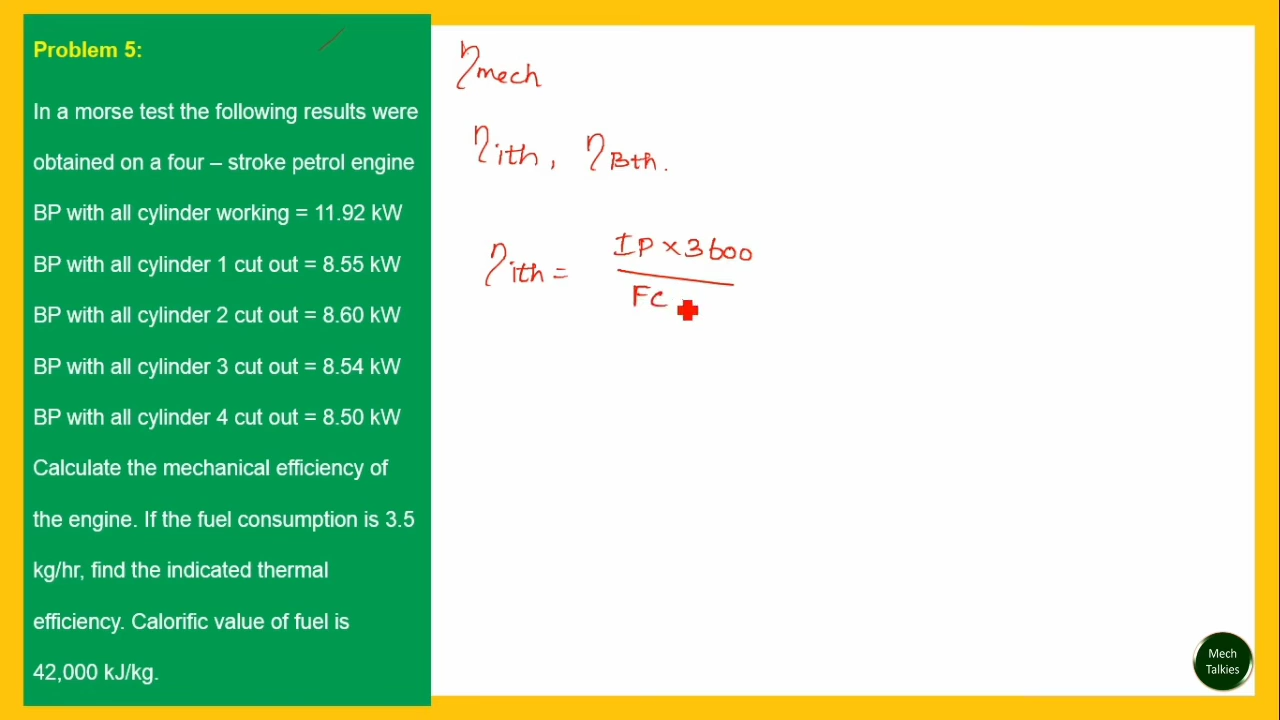 Problem 5:
In a morse test the following results were
obtained on a four – stroke petrol engine
BP with all cylinder working = 11.92 kW
BP with all cylinder 1 cut out = 8.55 kW
BP with all cylinder 2 cut out = 8.60 kW
BP with all cylinder 3 cut out = 8.54 kW
BP with all cylinder 4 cut out = 8.50 kW
Calculate the mechanical efficiency of
the engine. If the fuel consumption is 3.5
kg/hr, find the indicated thermal
efficiency. Calorific value of fuel is
42,000 kJ/kg.
η mech
η ith, η Bth.
η ith = IP × 3600
FC
Mech
Talkies